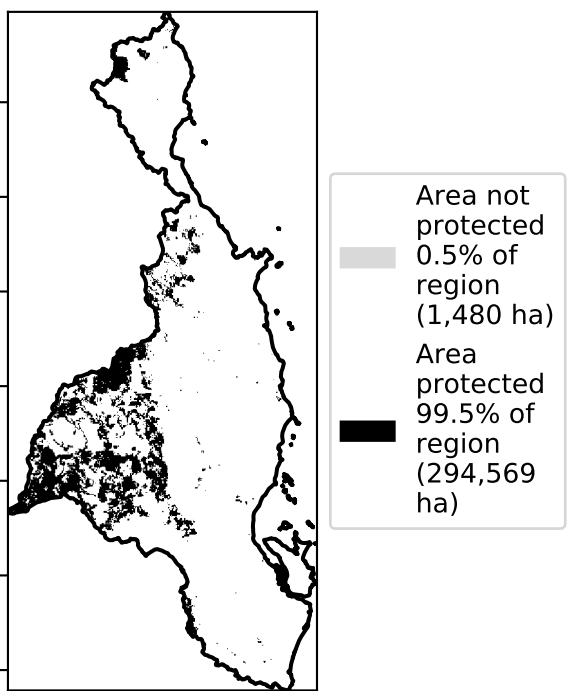 Area not
protected
0.5% of
region
(1,480 ha)
Area
protected
99.5% of
region
(294,569
ha)